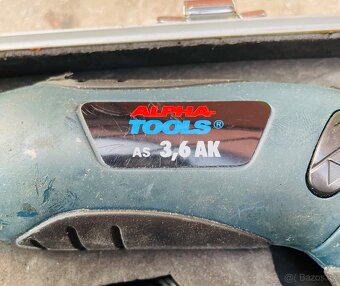 ALPHA-
TOOLS®
AS 3,6 AK
Bazos.sk